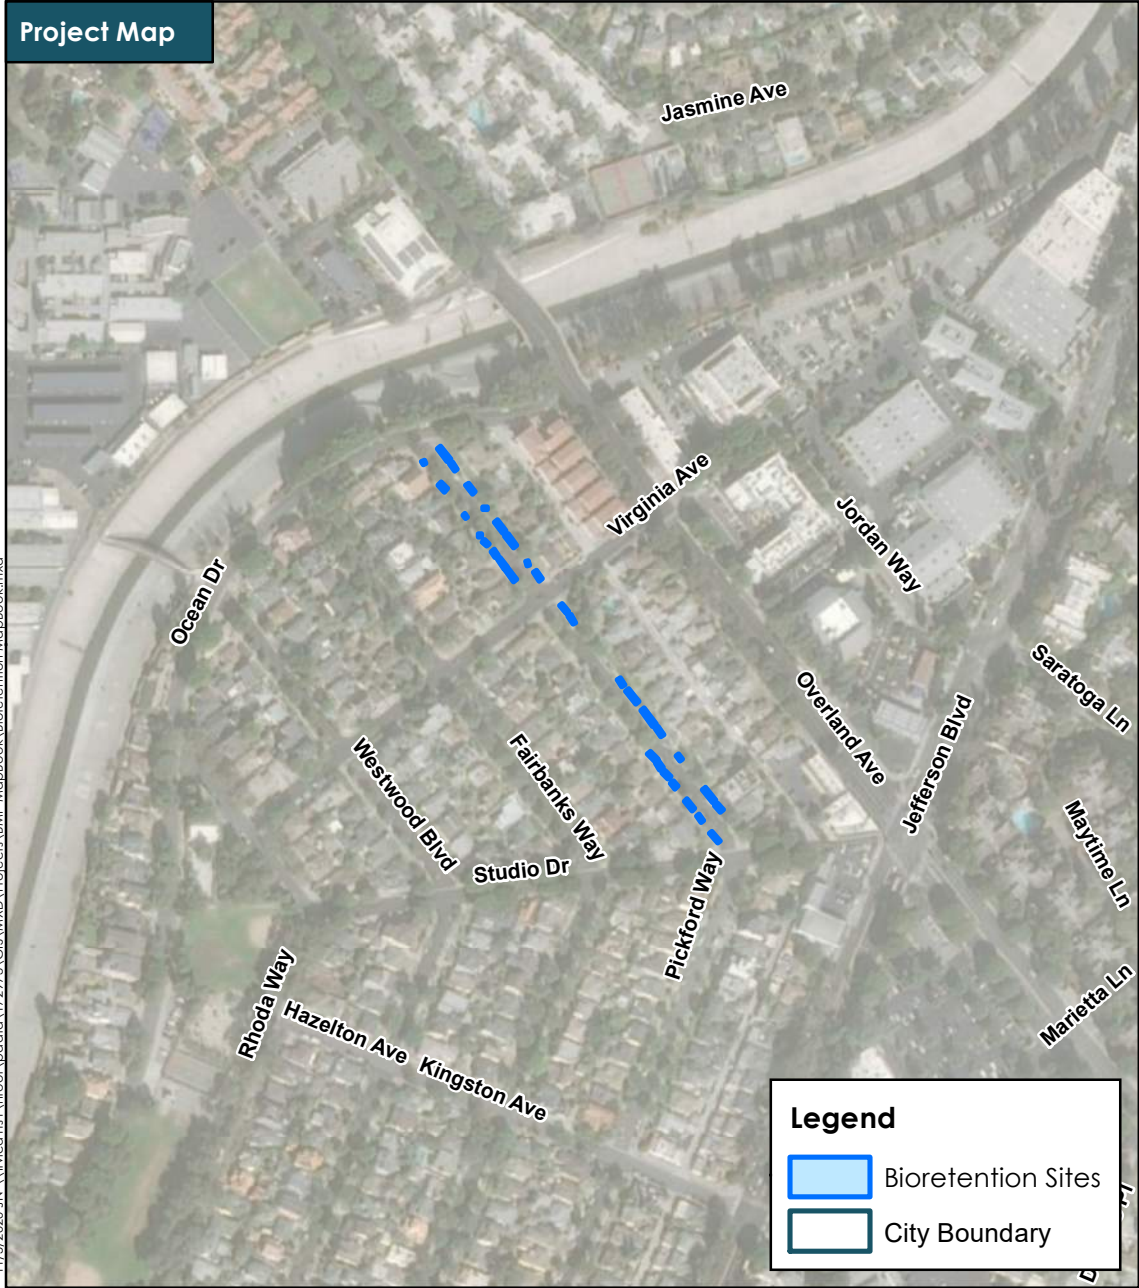 Project Map
Jasmine Ave
Virginia Ave
Jordan Way
Ocean Dr
Saratoga Ln
Overland Ave
Jefferson Blvd
Westwood Blvd
Fairbanks Way
Maytime Ln
Studio Dr
Pickford Way
Rhoda Way
Marietta Ln
Hazelton Ave
Kingston Ave
Legend
Bioretention Sites
City Boundary